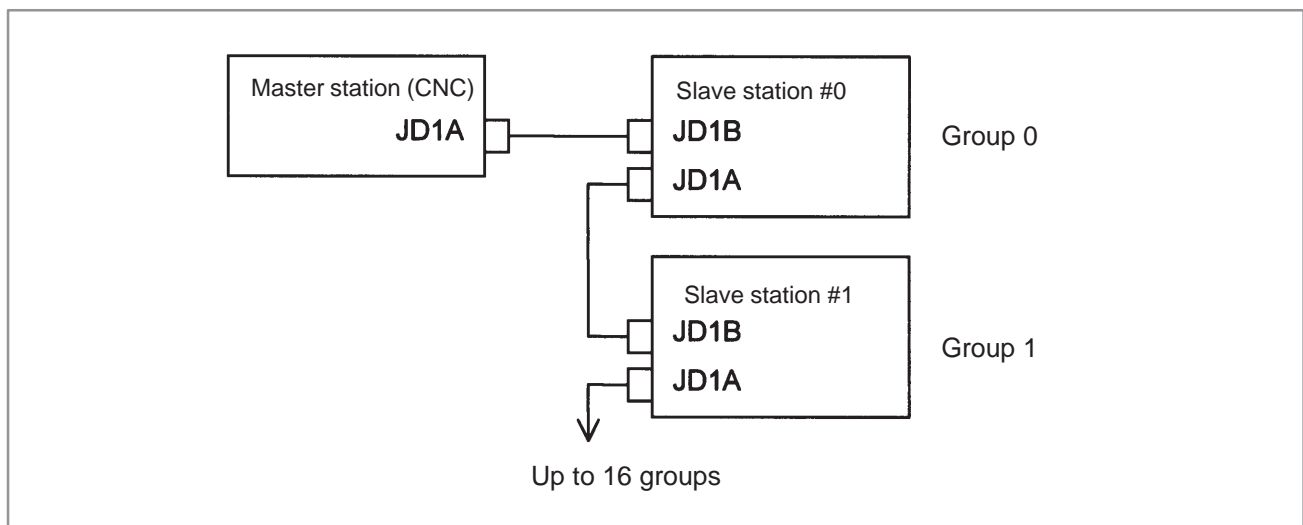 Master station (CNC)
JD1A
Slave station #0
JD1B
JD1A
Group 0
Slave station #1
JD1B
JD1A
Group 1
Up to 16 groups